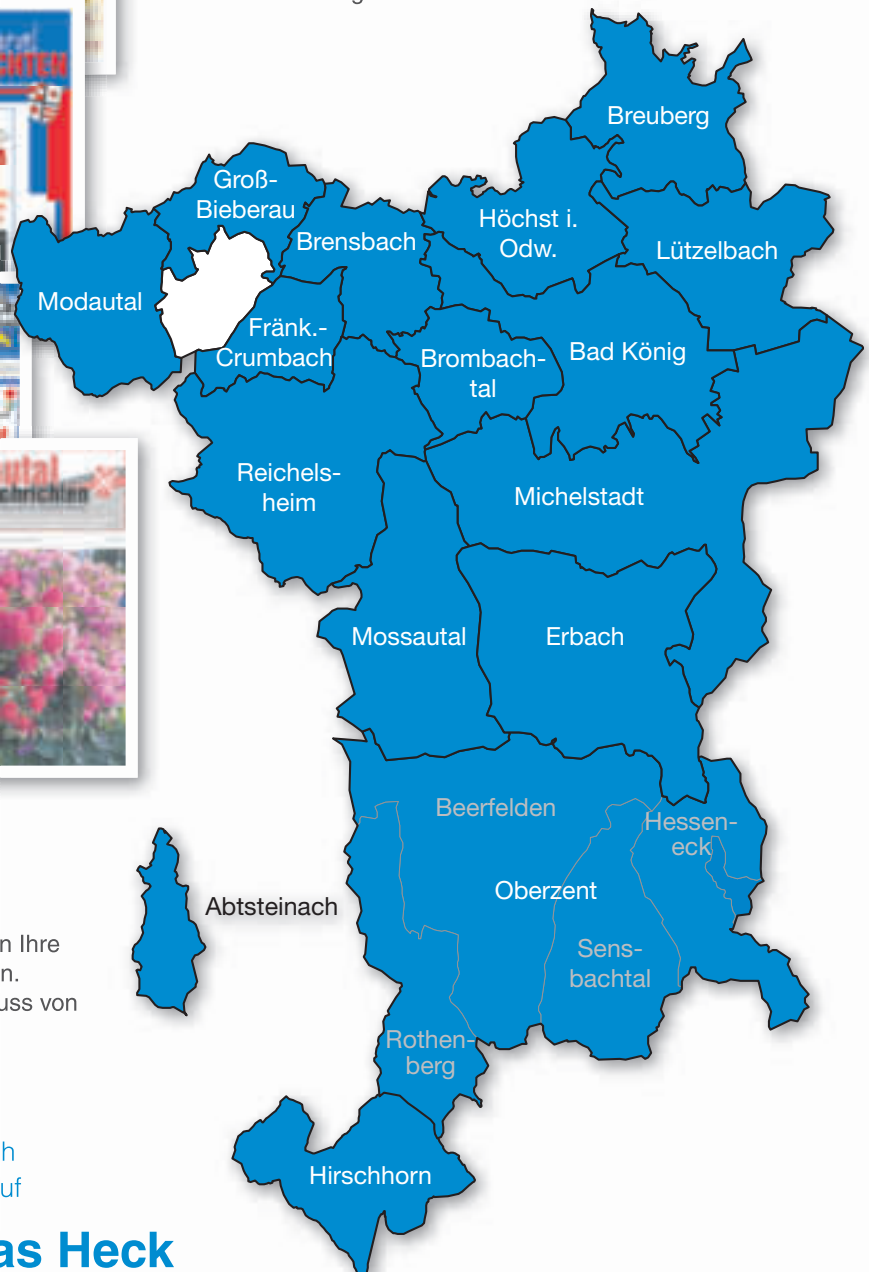 Breuberg
Groß-
Bieberau
Höchst i.
Odw.
Brensbach
Lützelbach
Modautal
Fränk.-
Crumbach
Brombach-
tal
Bad König
Reichels-
heim
Michelstadt
Mossautal
Erbach
Beerfelden
Hessen-
eck
Oberzent
Abtsteinach
Sens-
bachtal
n Ihre
n.
uss von
Rothen-
berg
h
uf
Hirschhorn
as Heck